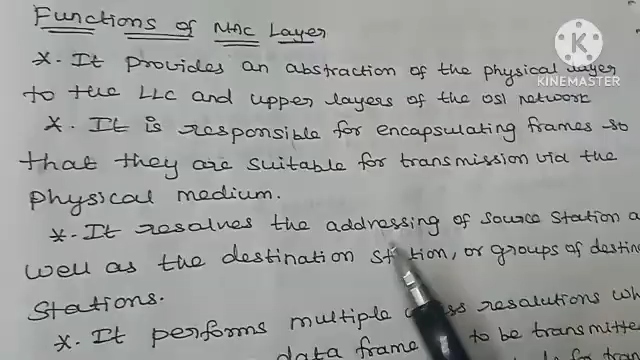 Functions of MAC Layer
*. It provides an abstraction of the physical layer
to the LLC and upper layers of the OSI network
*. It is responsible for encapsulating frames so
that they are suitable for transmission via the
physical medium.
*. It resolves the addressing of source station a
well as the destination station, or groups of destin
stations.
*. It performs multiple resolutions wh
data frame to be transmitted
KINEMASTER